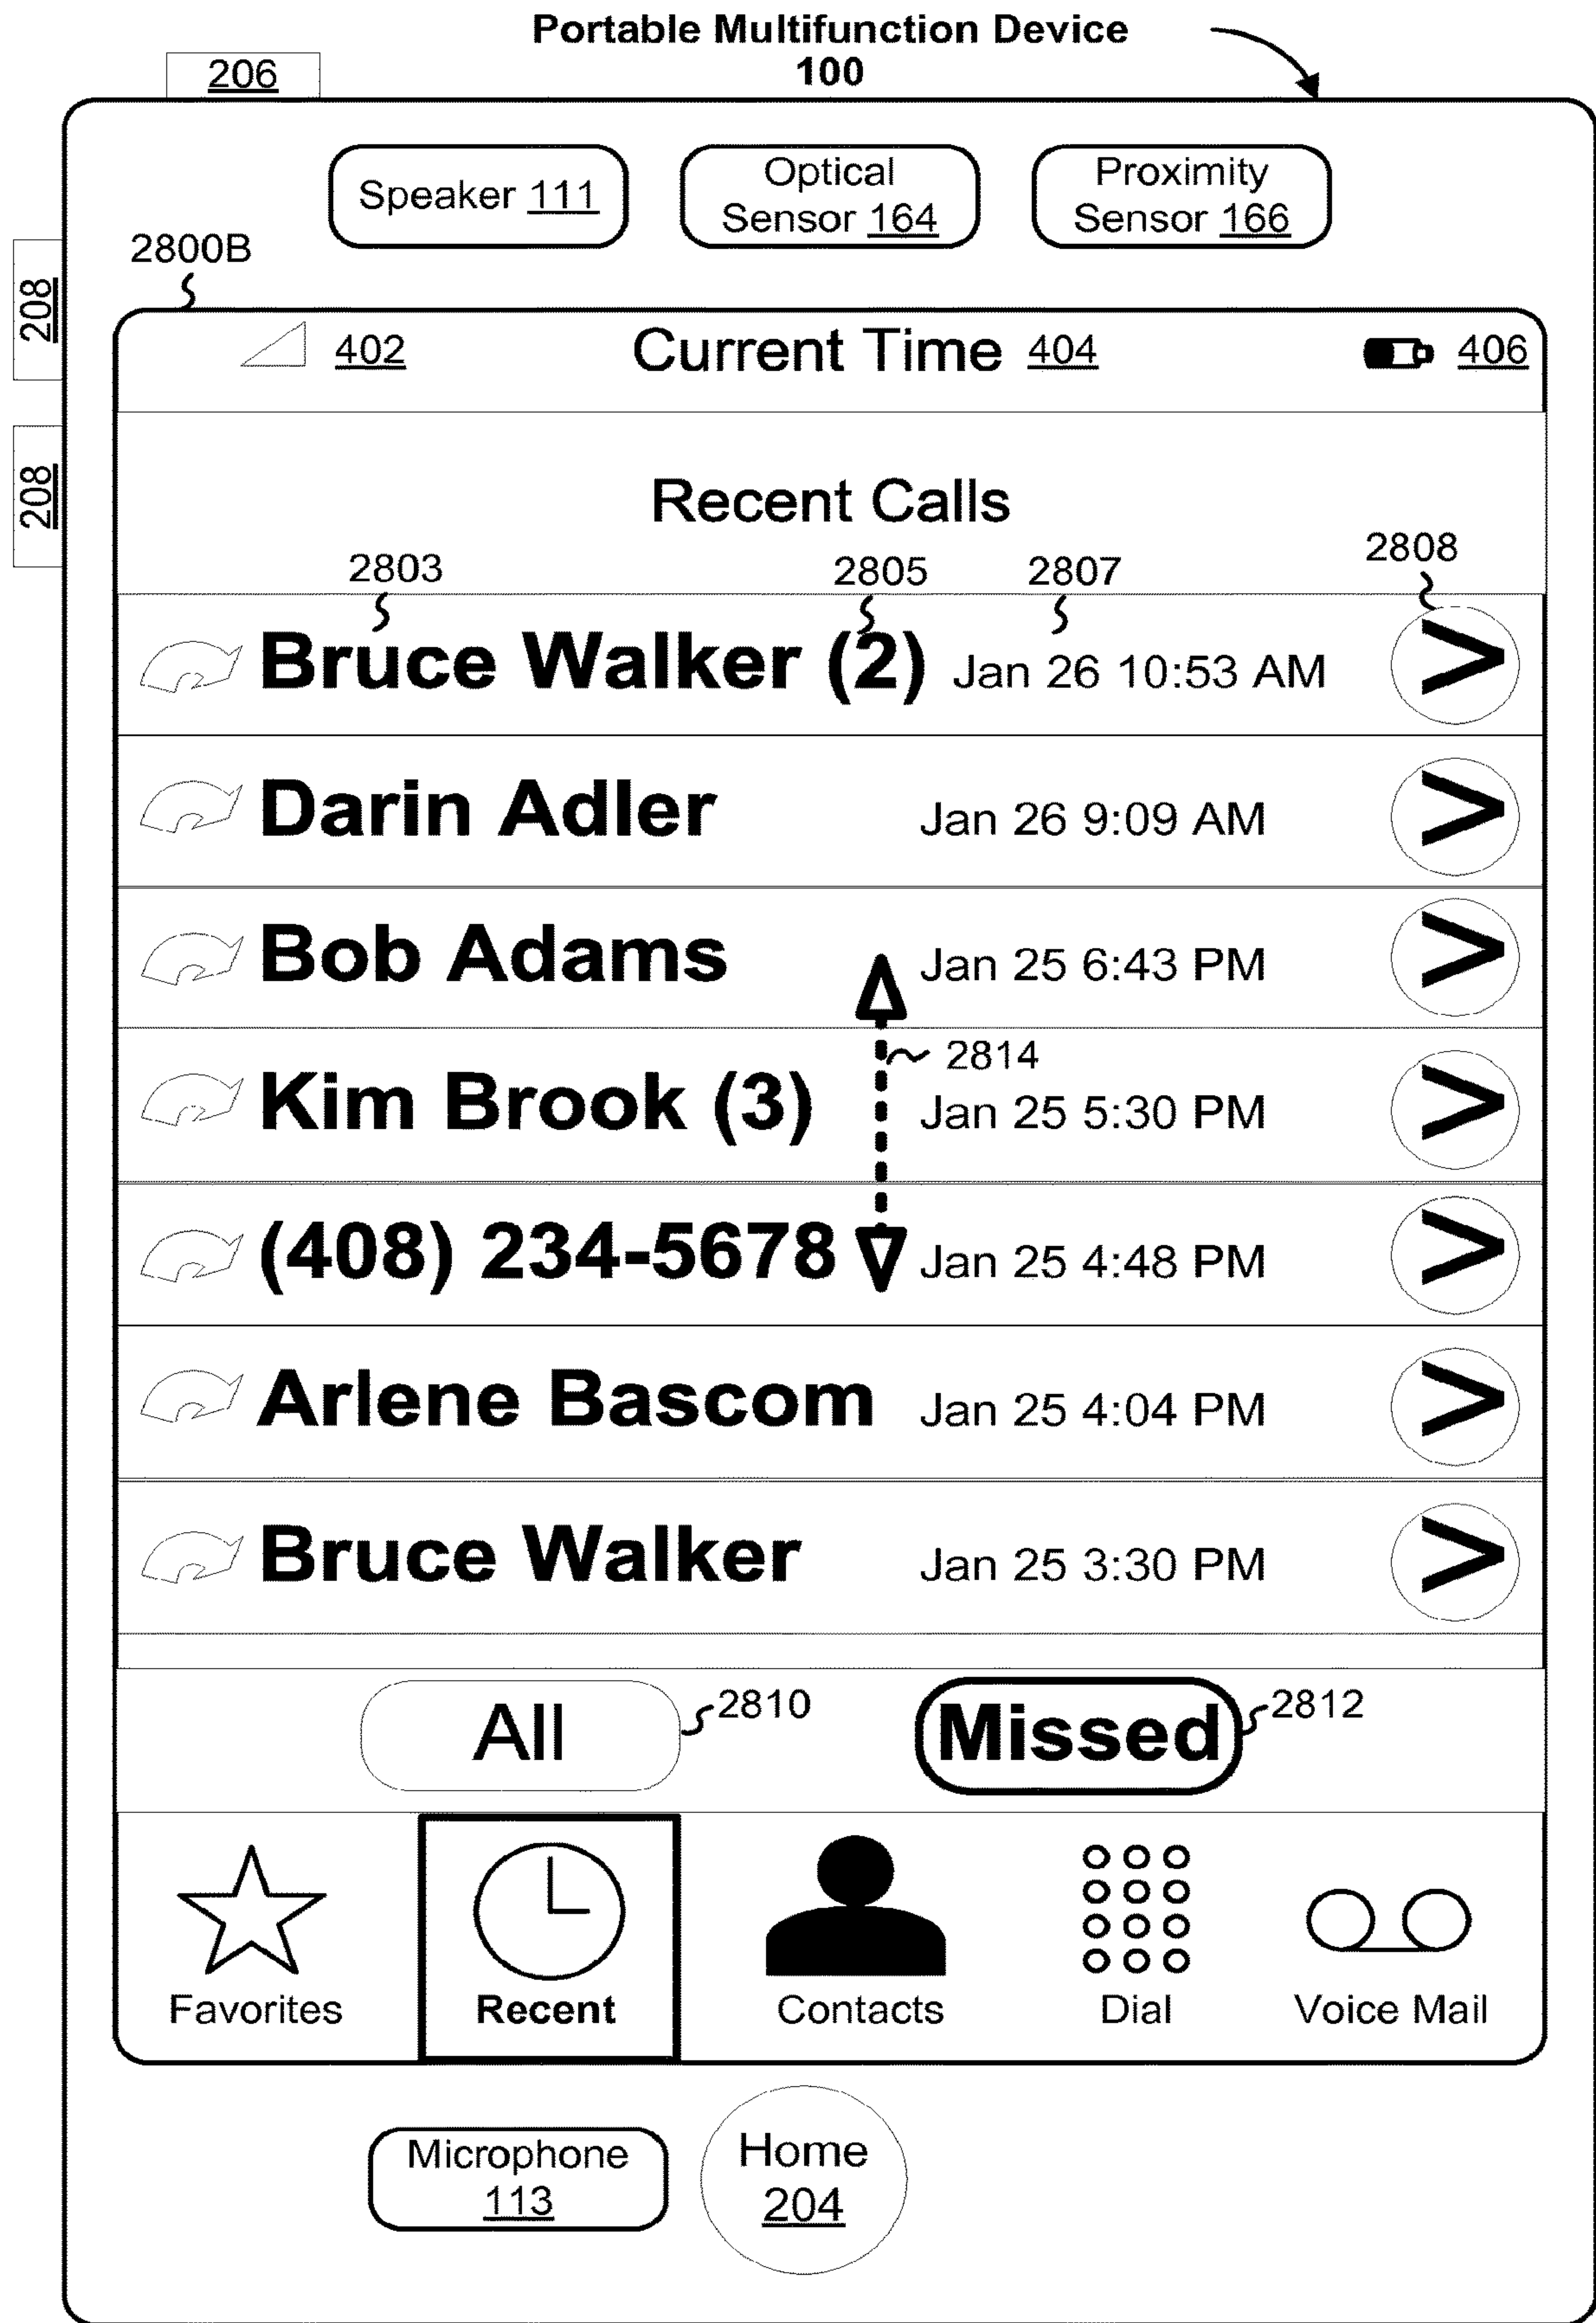 Portable Multifunction Device
100
206
Speaker 111
Optical
Sensor 164
Proximity
Sensor 166
2800B
208
208
402
Current Time 404
406
Recent Calls
2803
2805
2807
2808
Bruce Walker (2) Jan 26 10:53 AM >
Darin Adler Jan 26 9:09 AM >
Bob Adams Jan 25 6:43 PM >
2814
Kim Brook (3) Jan 25 5:30 PM >
(408) 234-5678 Jan 25 4:48 PM >
Arlene Bascom Jan 25 4:04 PM >
Bruce Walker Jan 25 3:30 PM >
All 2810
Missed 2812
Favorites
Recent
Contacts
Dial
Voice Mail
Microphone
113
Home
204